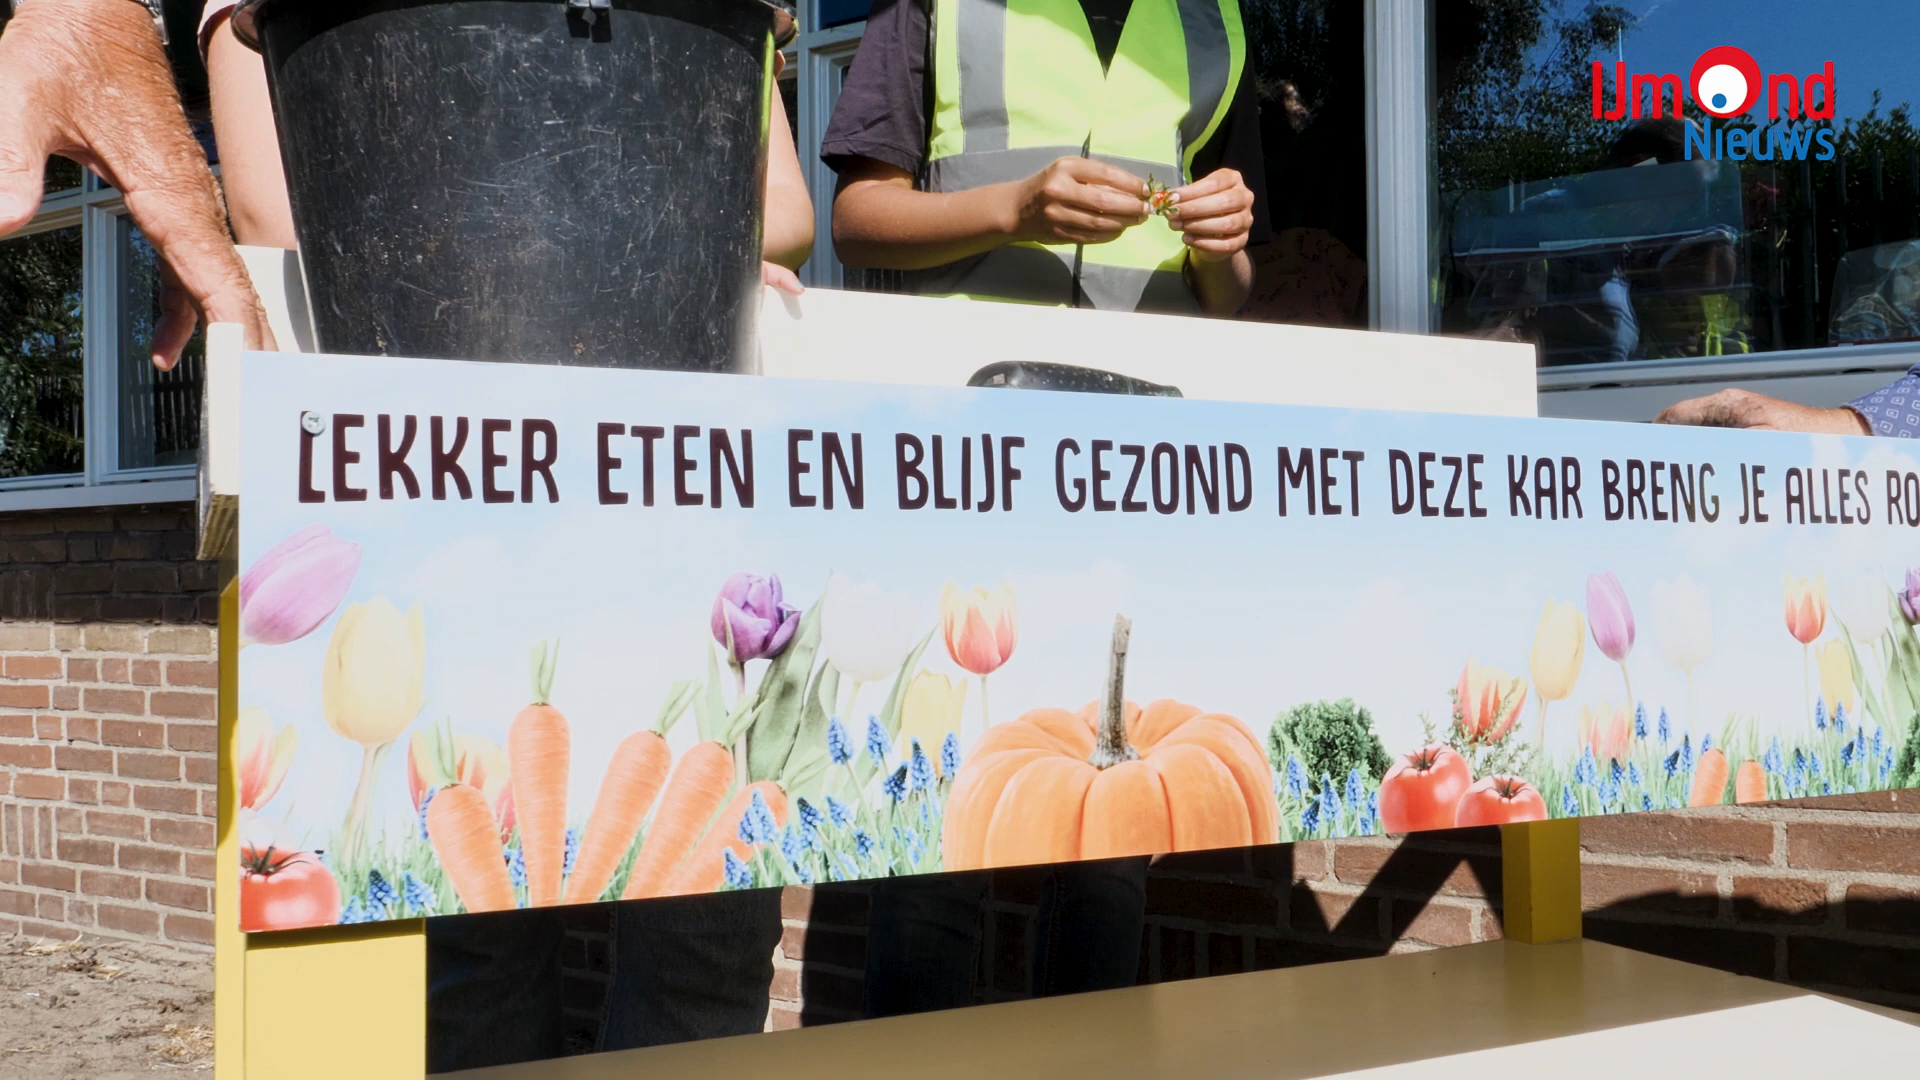 IJmOnd
Nieuws
LEKKER ETEN EN BLIJF GEZOND MET DEZE KAR BRENG JE ALLES RO